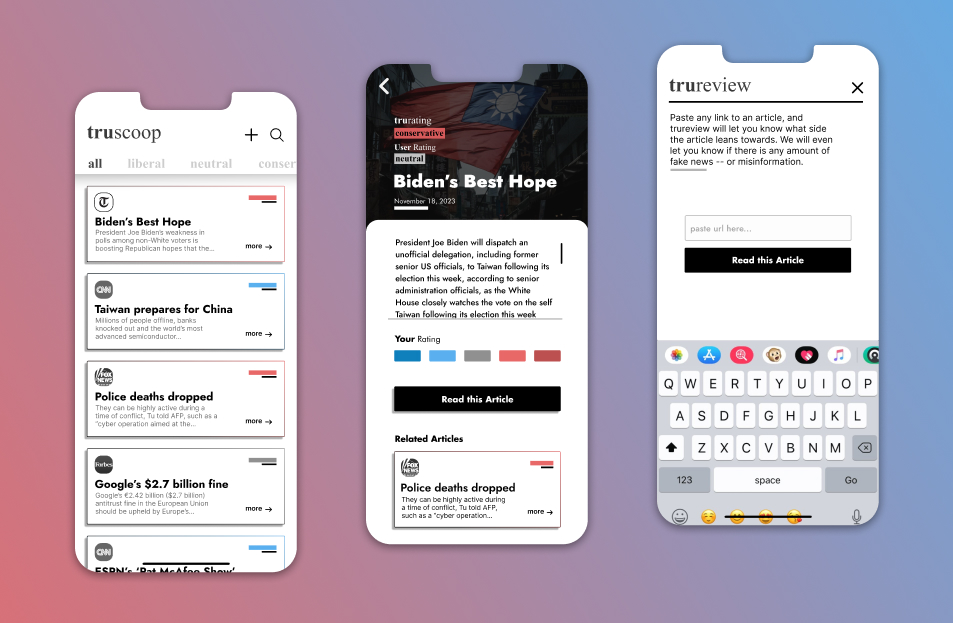 truscoop
all liberal neutral conser
T
Biden's Best Hope
President Joe Biden's weakness in
polls among non-White voters is
boosting Republican hopes that the...
more →
CNN
Taiwan prepares for China
Millions of people offline, banks
knocked out and the world's most
advanced semiconductor...
more →
FOX
NEWS
Police deaths dropped
They can be highly active during a
time of conflict, Tu told AFP, such as a
"cyber operation aimed at the...
more →
Forbes
Google's $2.7 billion fine
Google's €2.42 billion ($2.7 billion)
antitrust fine in the European Union
should be upheld by Europe's...
more →
CNN
ESPN's 'Pat McAfee Show'
trurating
conservative
User Rating
neutral
Biden's Best Hope
November 18, 2023
President Joe Biden will dispatch an
unofficial delegation, including former
senior US officials, to Taiwan following its
election this week, according to senior
administration officials, as the White
House closely watches the vote on the self
Taiwan following its election this week
Your Rating
Read this Article
Related Articles
FOX
NEWS
Police deaths dropped
They can be highly active during
a time of conflict, Tu told AFP,
such as a "cyber operation...
more →
trureview
Paste any link to an article, and
trureview will let you know what side
the article leans towards. We will even
let you know if there is any amount of
fake news -- or misinformation.
paste url here...
Read this Article
Q W E R T Y U I O P
A S D F G H J K L
Z X C V B N M
123 space Go